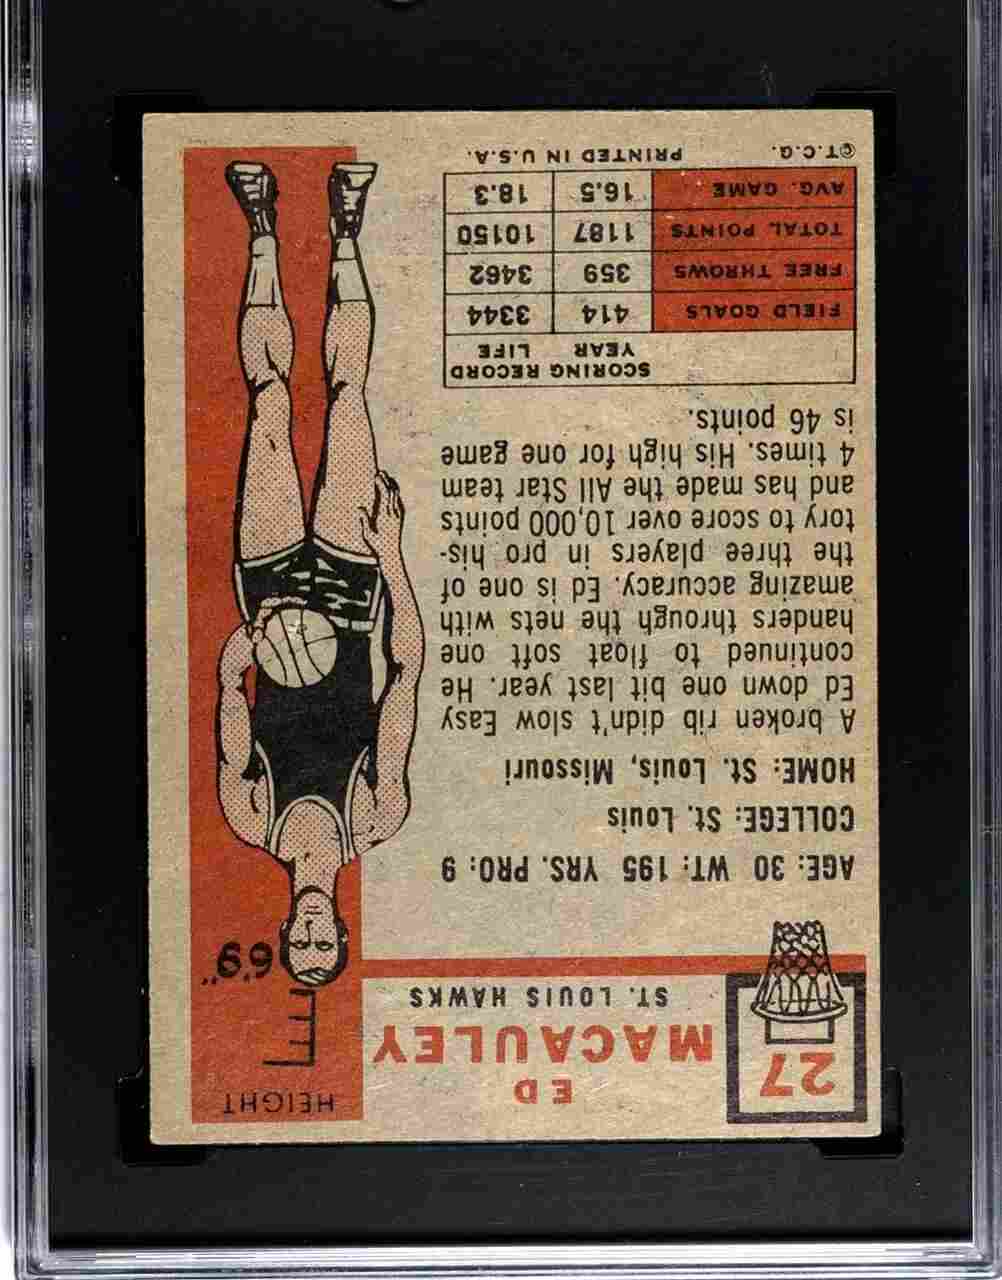 27
ED
MACAULEY
ST. LOUIS HAWKS
HEIGHT
6'9"
AGE: 30 WT: 195 YRS. PRO: 9
COLLEGE: St. Louis
HOME: St. Louis, Missouri
A broken rib didn't slow Easy
Ed down one bit last year. He
continued to float soft one
handers through the nets with
amazing accuracy. Ed is one of
the three players in pro his-
tory to score over 10,000 points
and has made the All Star team
4 times. His high for one game
is 46 points.
SCORING RECORD
YEAR LIFE
FIELD GOALS 414 3344
FREE THROWS 359 3462
TOTAL POINTS 1187 10150
AVG. GAME 16.5 18.3
©T.C.G. PRINTED IN U.S.A.